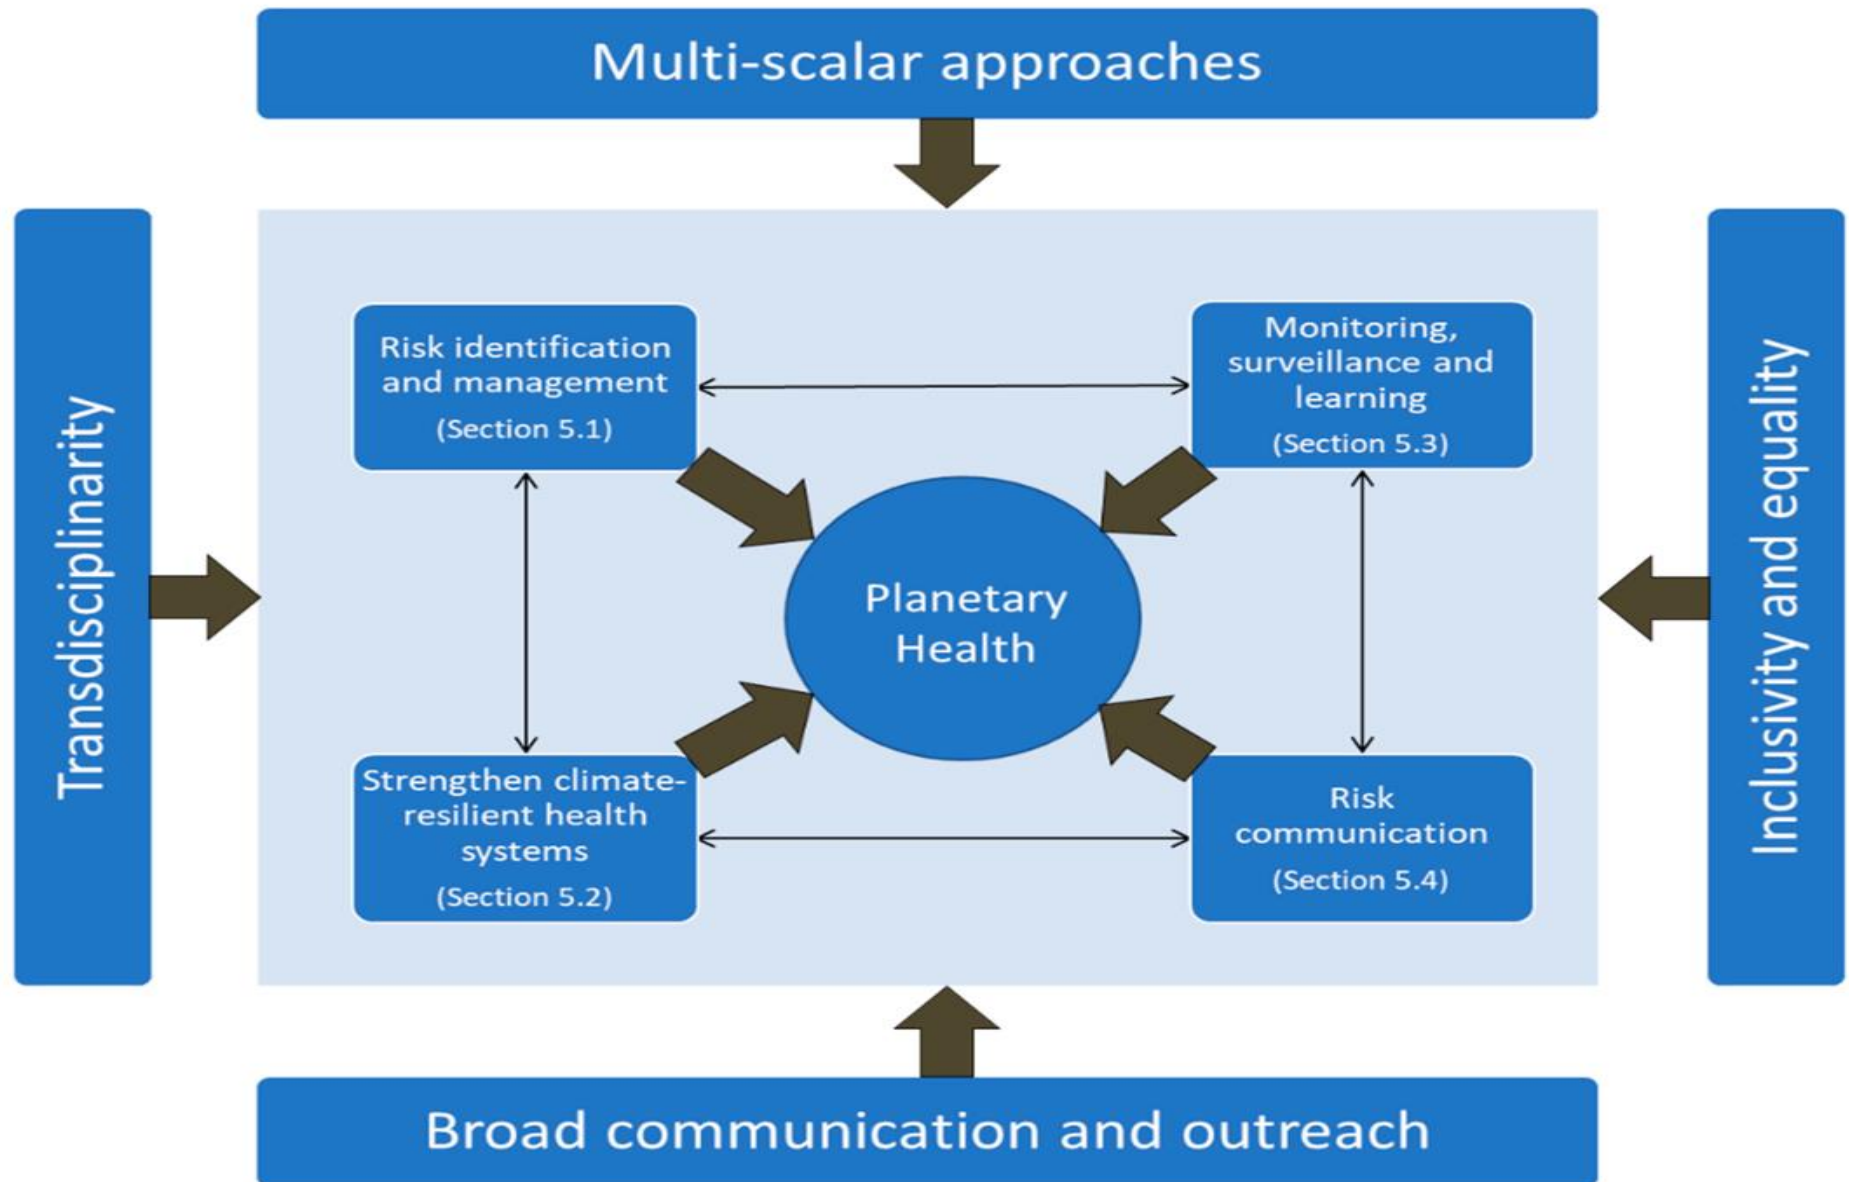 Multi-scalar approaches
Transdisciplinarity
Risk identification
and management
(Section 5.1)
Monitoring,
surveillance and
learning
(Section 5.3)
Planetary
Health
Strengthen climate-
resilient health
systems
(Section 5.2)
Risk
communication
(Section 5.4)
Inclusivity and equality
Broad communication and outreach